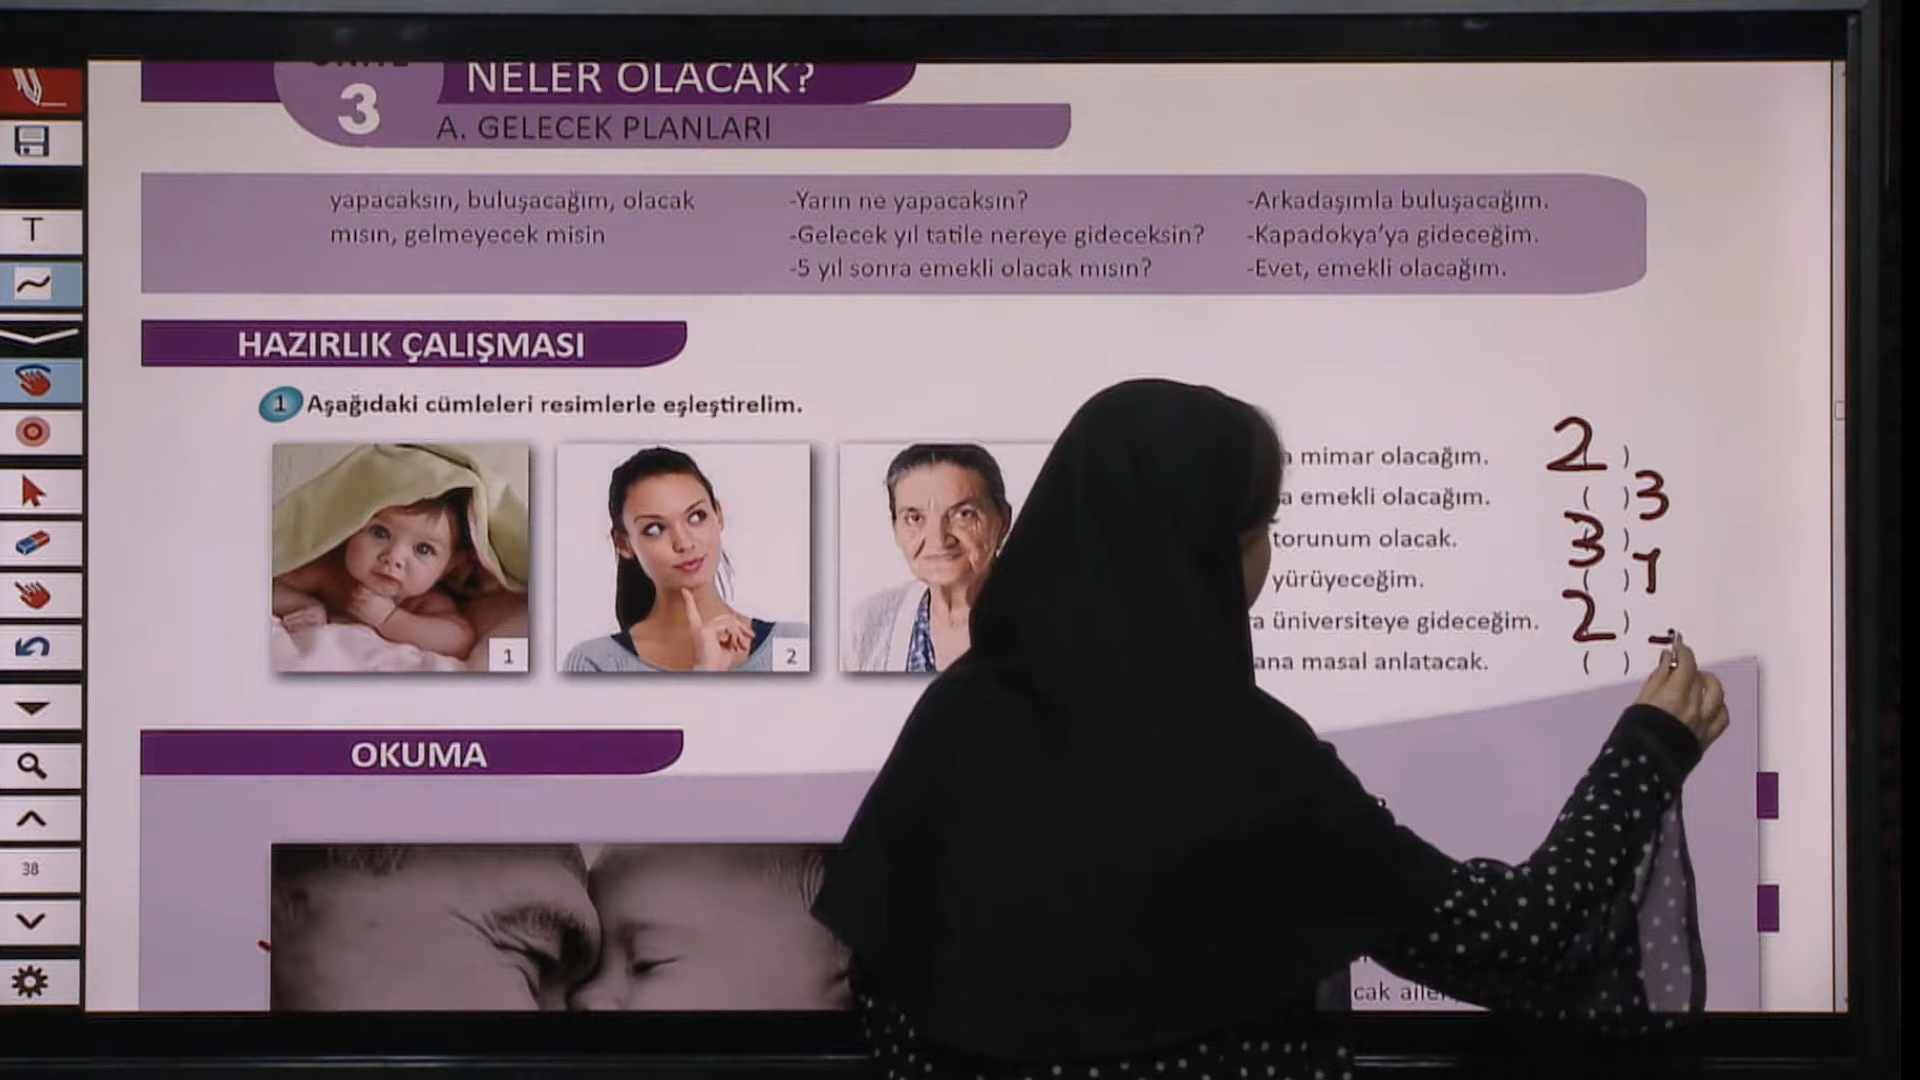 3
NELER OLACAK?
A. GELECEK PLANLARI
yapacaksın, buluşacağım, olacak
mısın, gelmeyecek misin
-Yarın ne yapacaksın?
-Gelecek yıl tatile nereye gideceksin?
-5 yıl sonra emekli olacak mısın?
-Arkadaşımla buluşacağım.
-Kapadokya'ya gideceğim.
-Evet, emekli olacağım.
HAZIRLIK ÇALIŞMASI
1 Aşağıdaki cümleleri resimlerle eşleştirelim.
1
2
mimar olacağım. 2 )
emekli olacağım. ( ) 3
torunum olacak. 3 )
yürüyeceğim. ( ) 1
üniversiteye gideceğim. 2 )
masal anlatacak. ( )
OKUMA
T
38